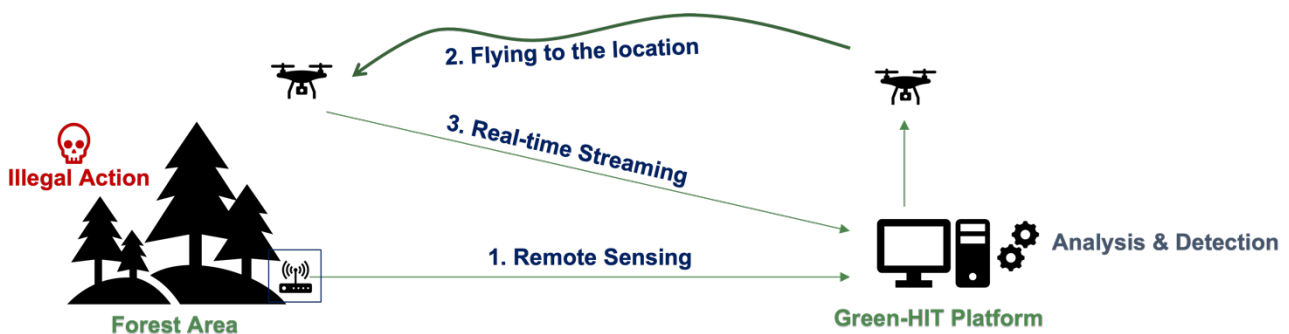 2. Flying to the location
3. Real-time Streaming
Illegal Action
1. Remote Sensing
Analysis & Detection
Forest Area
Green-HIT Platform